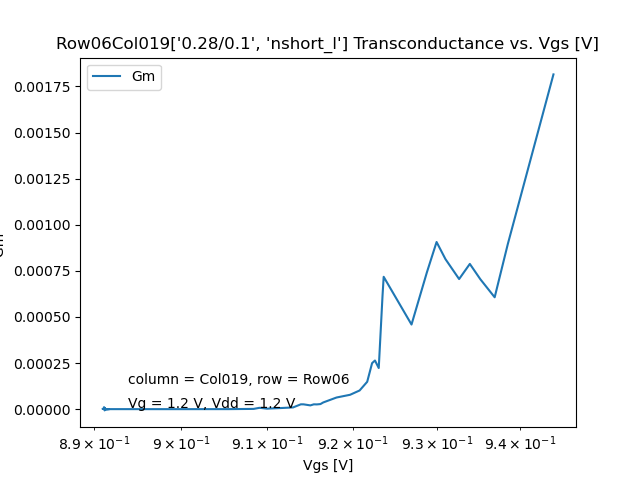 Row06Col019['0.28/0.1', 'nshort_l'] Transconductance vs. Vgs [V]
Gm
0.00175
0.00150
0.00125
0.00100
0.00075
0.00050
0.00025
0.00000
Gm
column = Col019, row = Row06
Vg = 1.2 V, Vdd = 1.2 V
8.9 × 10⁻¹ 9 × 10⁻¹ 9.1 × 10⁻¹ 9.2 × 10⁻¹ 9.3 × 10⁻¹ 9.4 × 10⁻¹
Vgs [V]